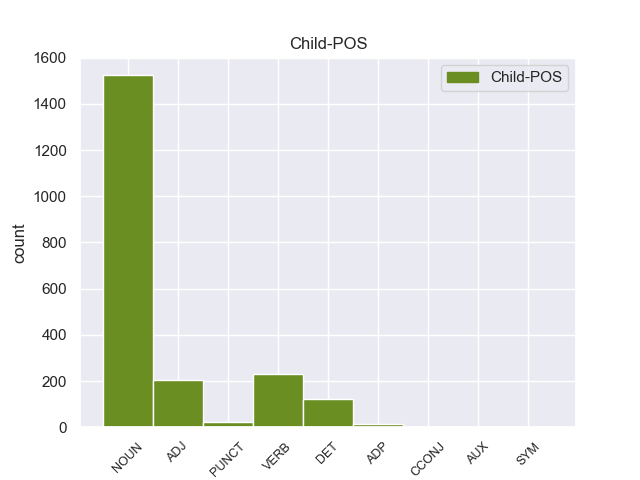 Child-POS
1600
1400
1200
1000
800
600
400
200
0
count
Child-POS
NOUN
ADJ
PUNCT
VERB
DET
ADP
CCONJ
AUX
SYM